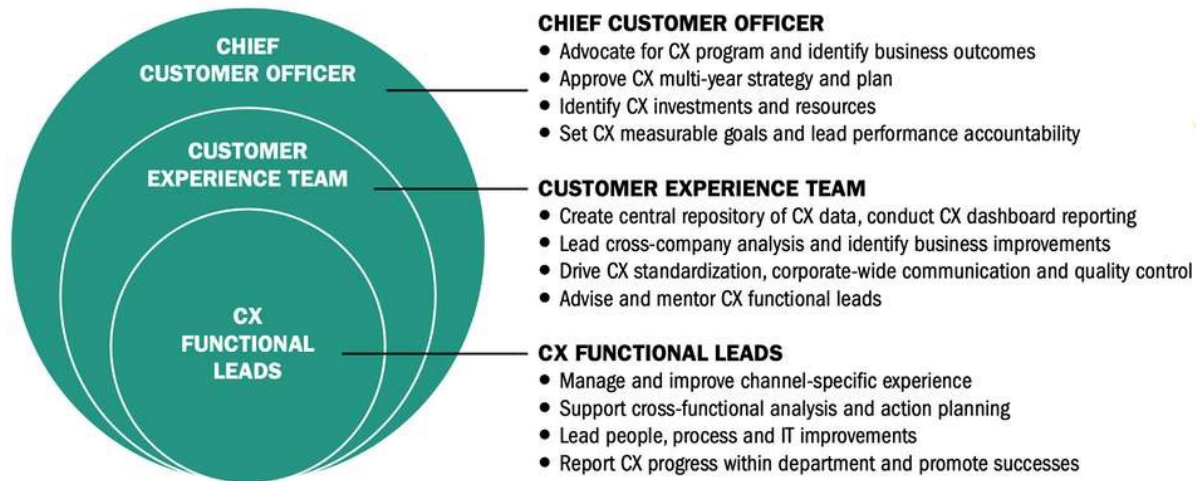 CHIEF
CUSTOMER OFFICER
CUSTOMER
EXPERIENCE TEAM
CX
FUNCTIONAL
LEADS
CHIEF CUSTOMER OFFICER
• Advocate for CX program and identify business outcomes
• Approve CX multi-year strategy and plan
• Identify CX investments and resources
• Set CX measurable goals and lead performance accountability
CUSTOMER EXPERIENCE TEAM
• Create central repository of CX data, conduct CX dashboard reporting
• Lead cross-company analysis and identify business improvements
• Drive CX standardization, corporate-wide communication and quality control
• Advise and mentor CX functional leads
CX FUNCTIONAL LEADS
• Manage and improve channel-specific experience
• Support cross-functional analysis and action planning
• Lead people, process and IT improvements
• Report CX progress within department and promote successes